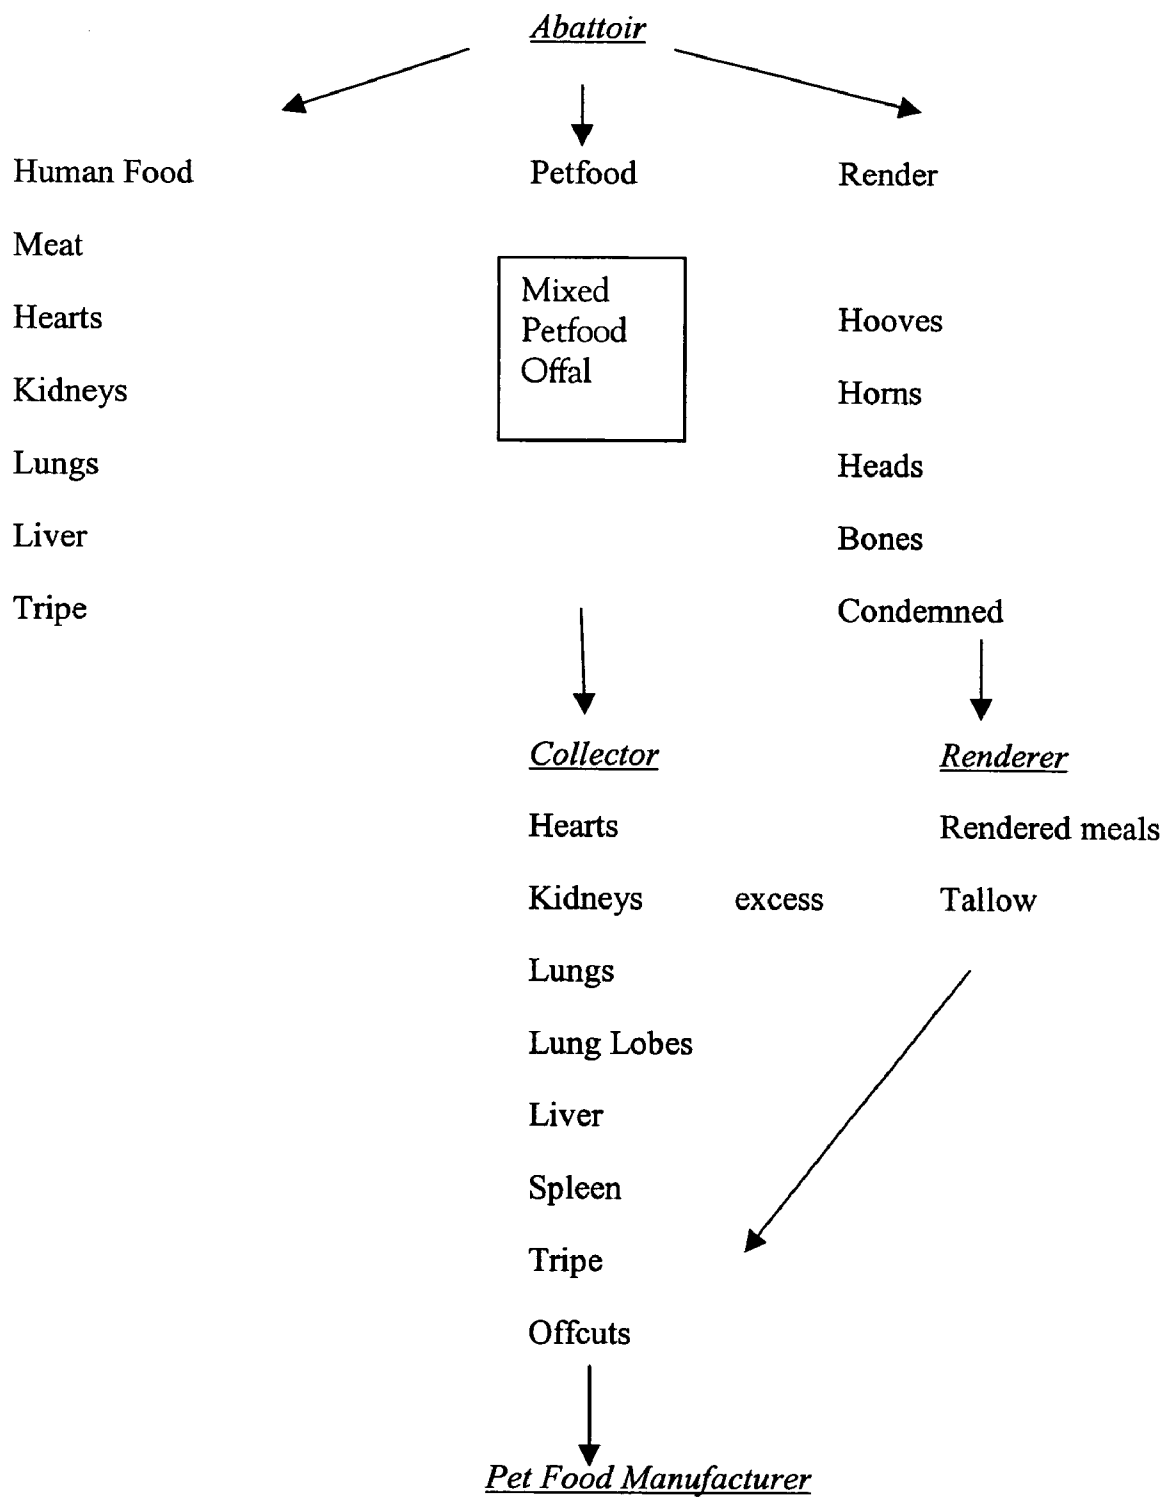 Abattoir
Human Food
Petfood
Render
Meat
Mixed
Petfood
Offal
Hearts
Hooves
Kidneys
Horns
Lungs
Heads
Liver
Bones
Tripe
Condemned
Collector
Renderer
Hearts
Rendered meals
Kidneys
excess
Tallow
Lungs
Lung Lobes
Liver
Spleen
Tripe
Offcuts
Pet Food Manufacturer